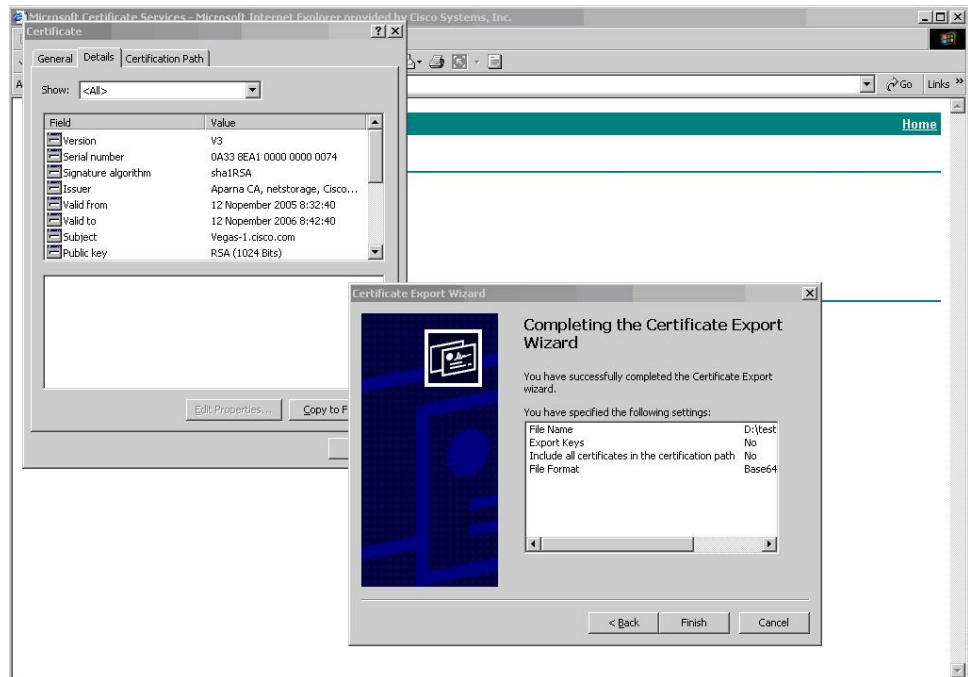 Microsoft Certificate Services - Microsoft Internet Explorer provided by Cisco Systems, Inc.
Certificate
General Details Certification Path
Go Links »
Show: <All>
Home
Field Value
Version V3
Serial number 0A33 8EA1 0000 0000 0074
Signature algorithm sha1RSA
Issuer Aparna CA, netstorage, Cisco...
Valid from 12 Nopember 2005 8:32:40
Valid to 12 Nopember 2006 8:42:40
Subject Vegas-1.cisco.com
Public key RSA (1024 Bits)
Edit Properties... Copy to F
Certificate Export Wizard
Completing the Certificate Export
Wizard
You have successfully completed the Certificate Export
wizard.
You have specified the following settings:
File Name D:\test
Export Keys No
Include all certificates in the certification path No
File Format Base64
< Back Finish Cancel